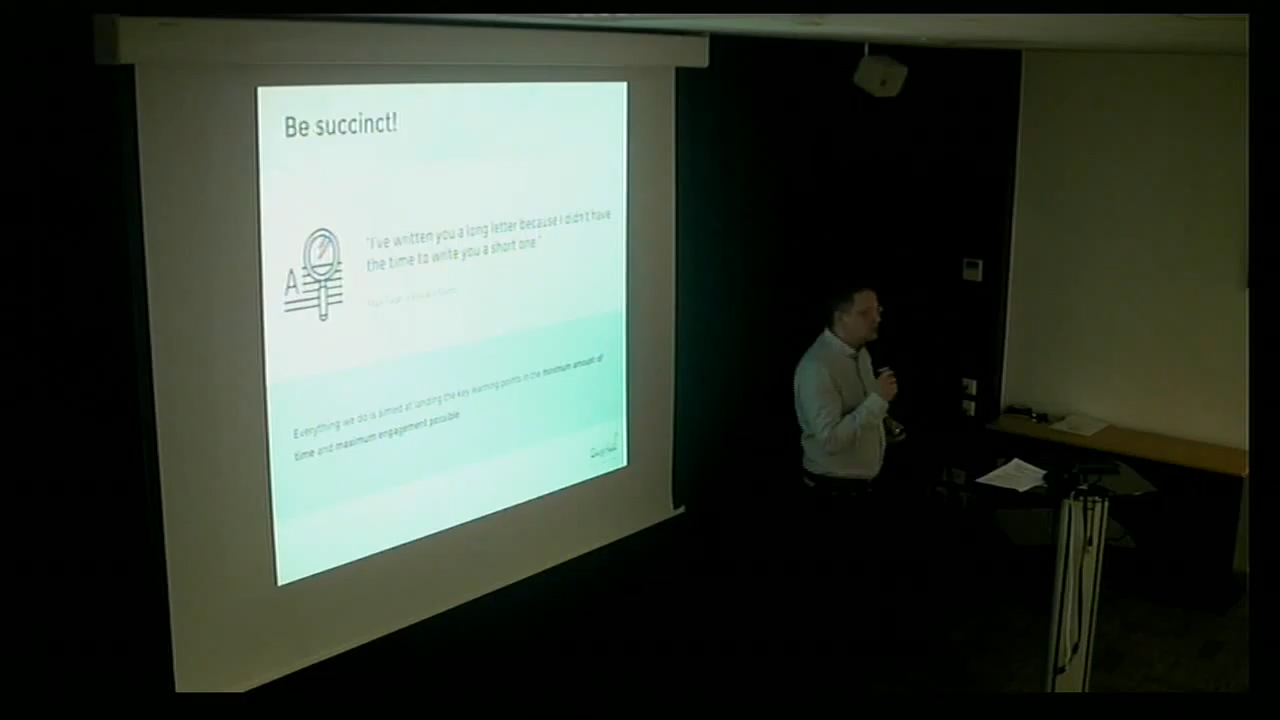 Be succinct!
A
"I've written you a long letter because I didn't have
the time to write you a short one."
Everything we do is aimed at landing the key learning points in the minimum amount of
time and maximum engagement possible